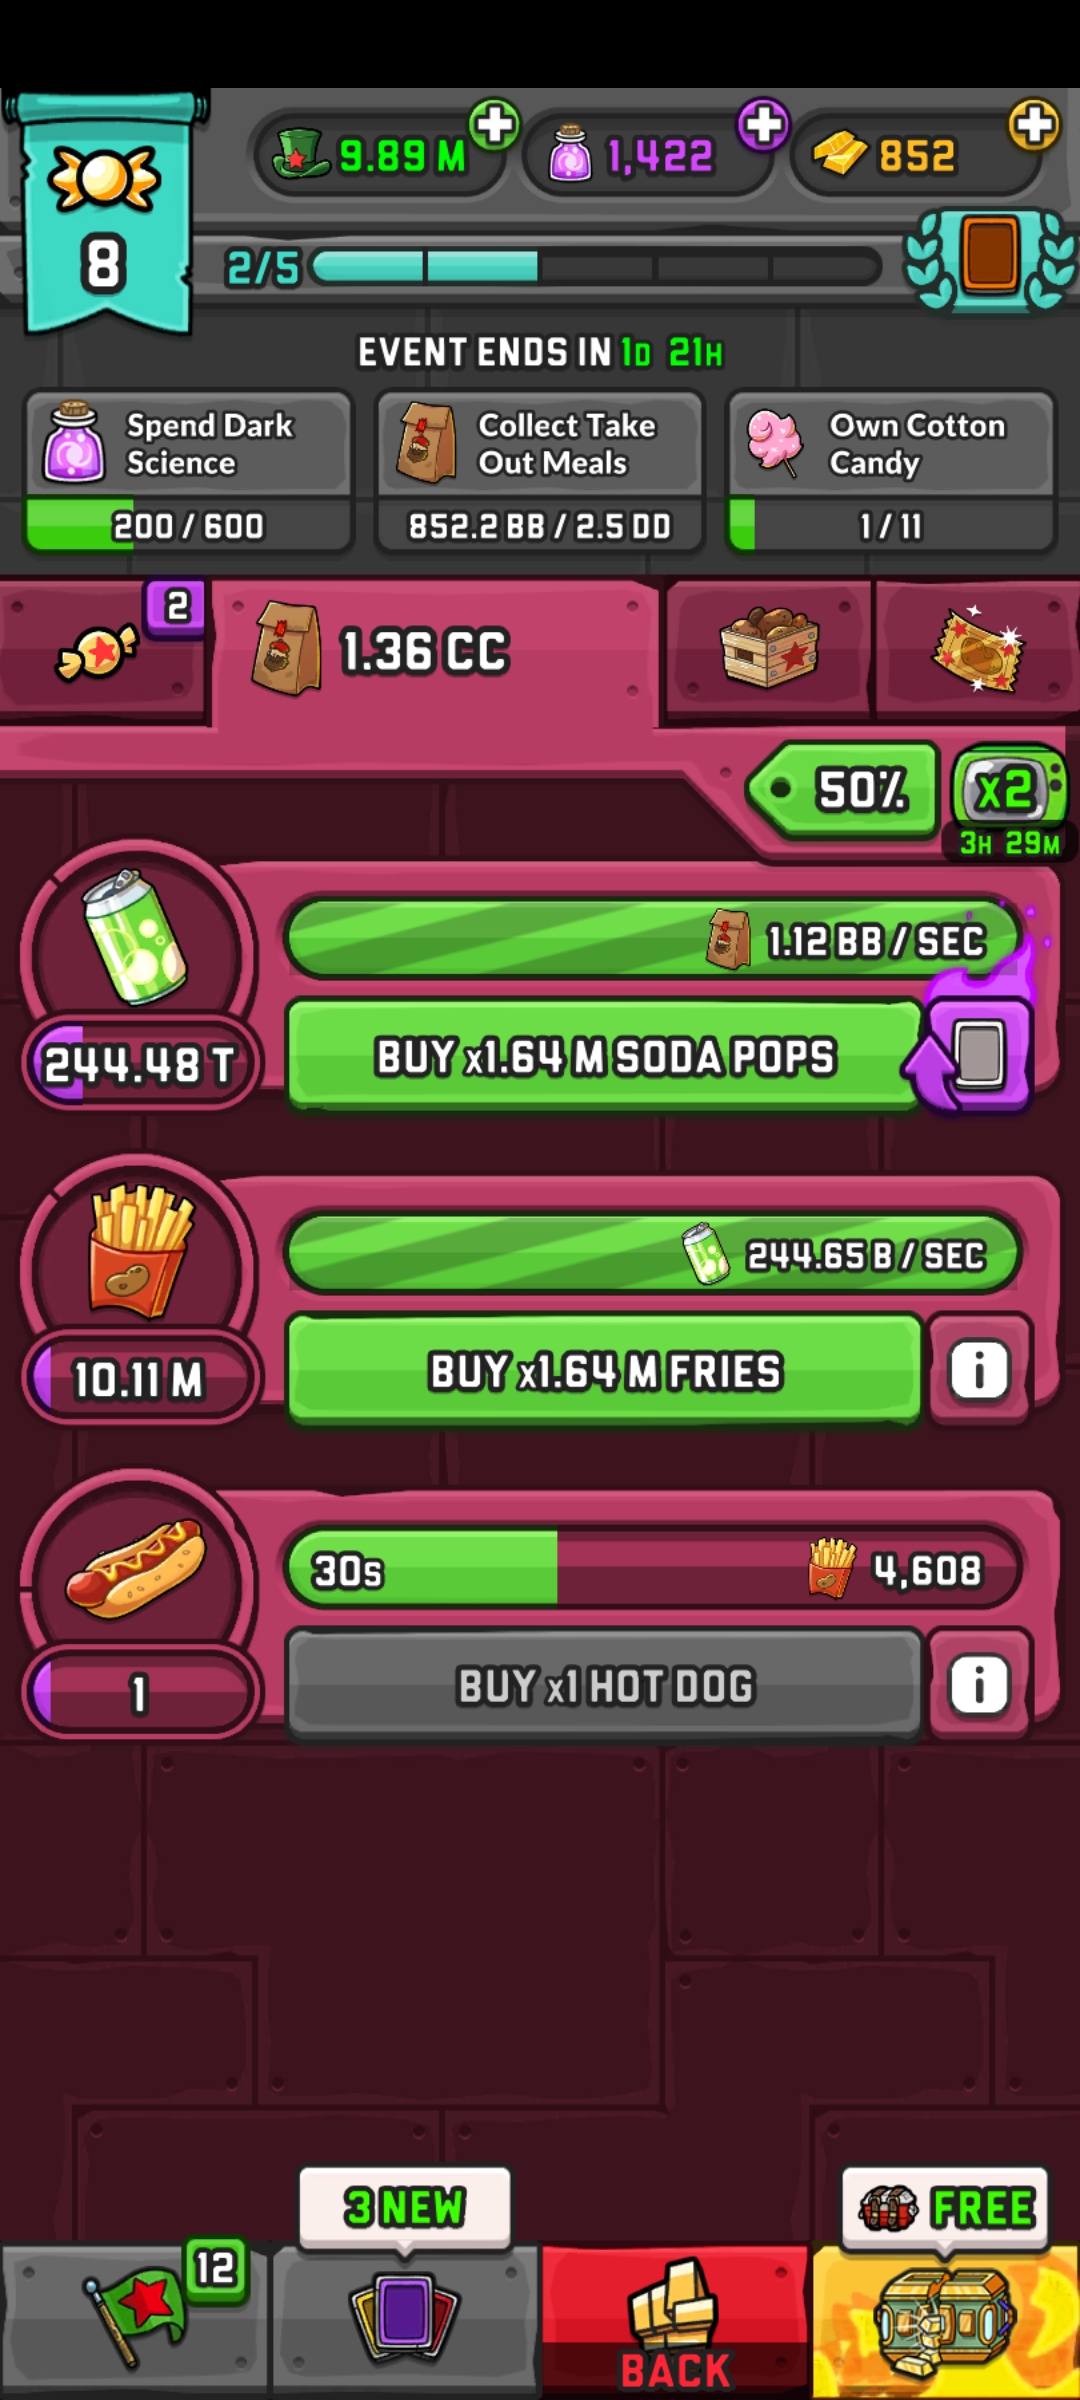 9.89 M
1,422
852
8
2/5
EVENT ENDS IN 1D 21H
Spend Dark
Science
200 / 600
Collect Take
Out Meals
852.2 BB / 2.5 DD
Own Cotton
Candy
1 / 11
2
1.36 CC
50%
x2
3H 29M
1.12 BB / SEC
244.48 T
BUY x1.64 M SODA POPS
244.65 B / SEC
10.11 M
BUY x1.64 M FRIES
i
30s
4,608
1
BUY x1 HOT DOG
i
3 NEW
FREE
12
BACK